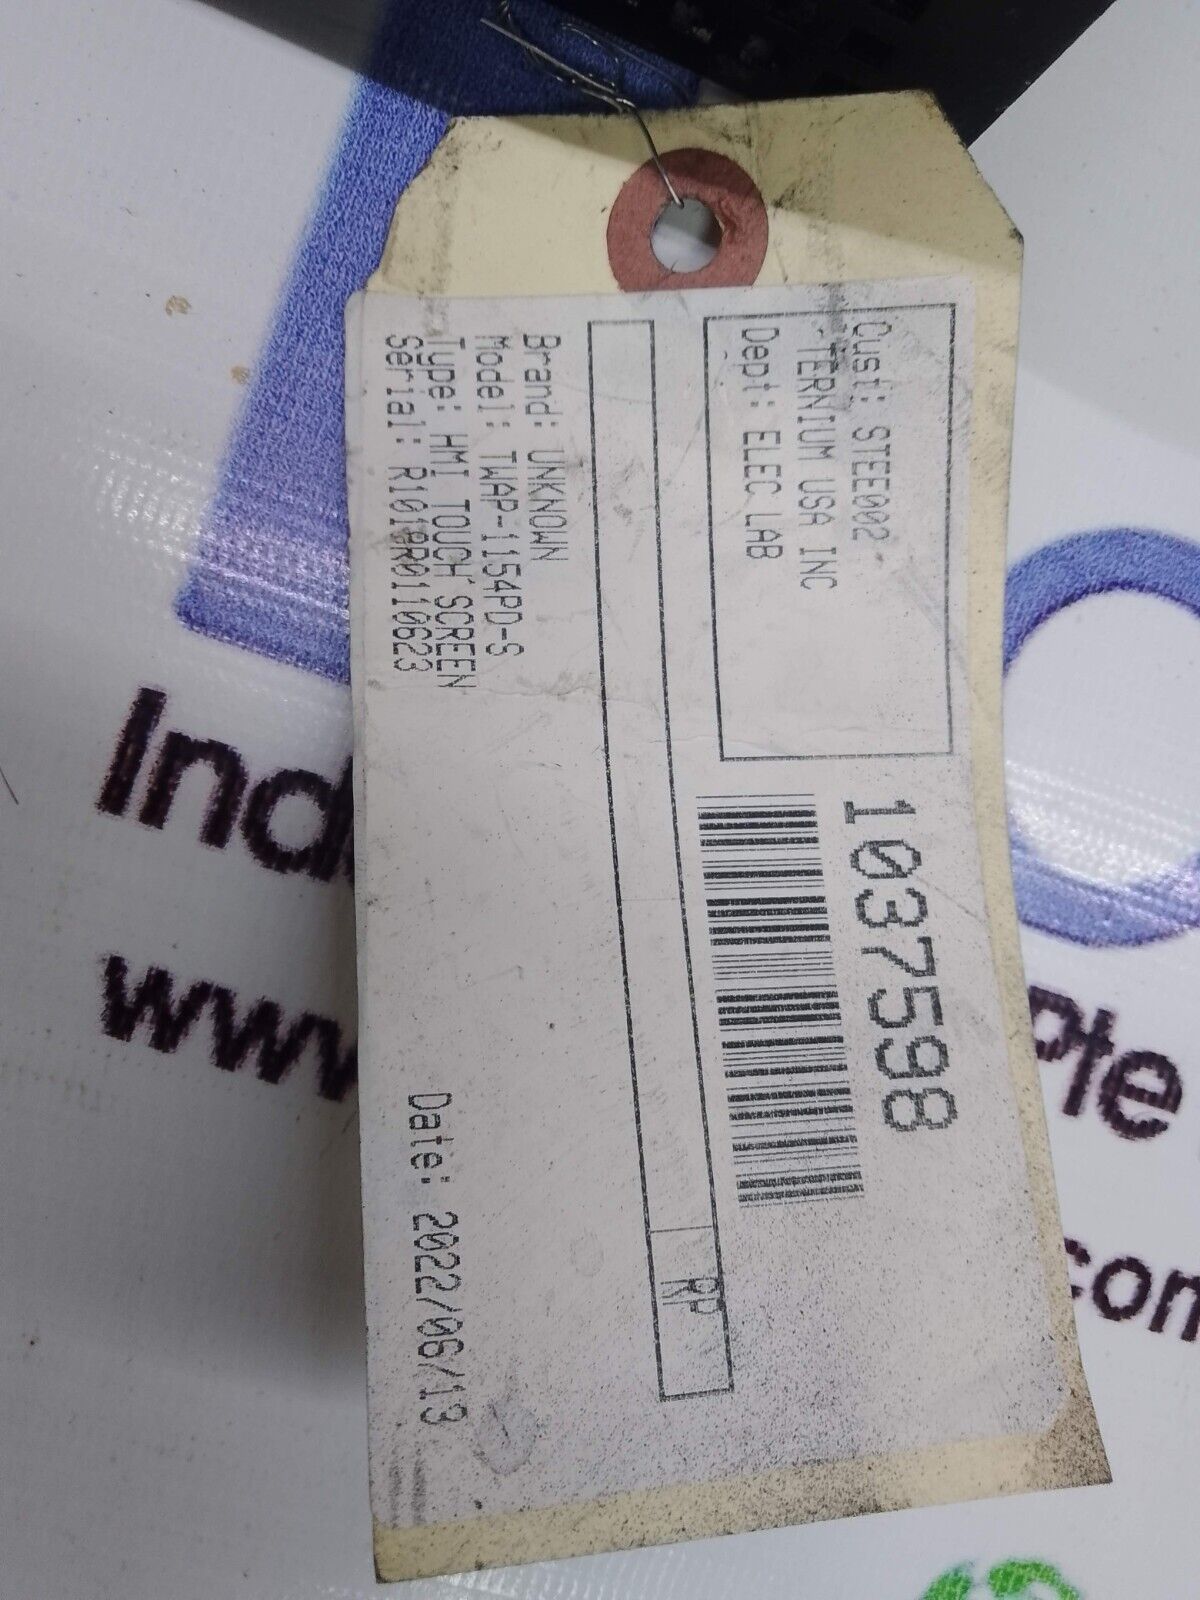 Cust: STEE002
TERNIUM USA INC
Dept: ELEC LAB
1037598
RP
Brand: UNKNOWN
Model: TWAP-1154PD-S
Type: HMI TOUCH SCREEN
Serial: R1019R0110623
Date: 2022/06/13
Ind
www
com